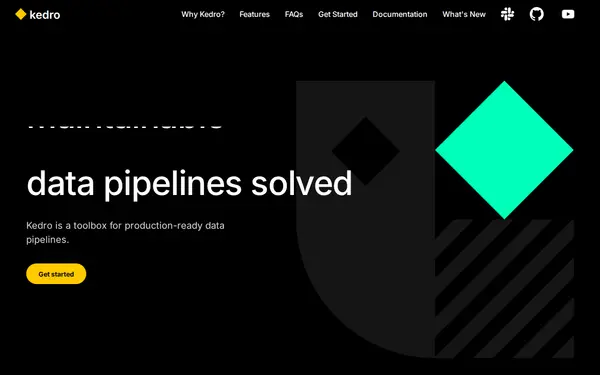 kedro
Why Kedro?
Features
FAQs
Get Started
Documentation
What's New
data pipelines solved
Kedro is a toolbox for production-ready data
pipelines.
Get started